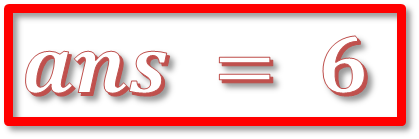 ans = 6